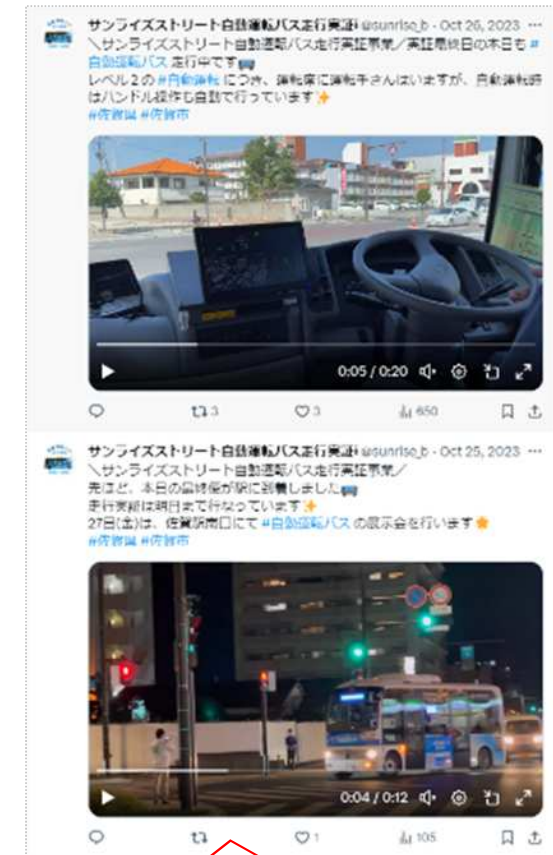 サンライズストリート自動運転バス走行実証 @sunrise_b · Oct 26, 2023 ···
＼サンライズストリート自動運転バス走行実証事業／実証最終日の本日も #
自動運転バス 走行中です🚌
レベル2の #自動運転 につき、運転席に運転手さんはいますが、自動運転時
はハンドル操作も自動で行っています✨
#佐賀県 #佐賀市
0:05 / 0:20
3 3 650
サンライズストリート自動運転バス走行実証 @sunrise_b · Oct 25, 2023 ···
＼サンライズストリート自動運転バス走行実証事業／
先ほど、本日の最終便が駅に到着しました🚌
走行実証は明日まで行なっています✨
27日(金)は、佐賀駅南口にて #自動運転バス の展示会を行います🌟
#佐賀県 #佐賀市
0:04 / 0:12
1 105